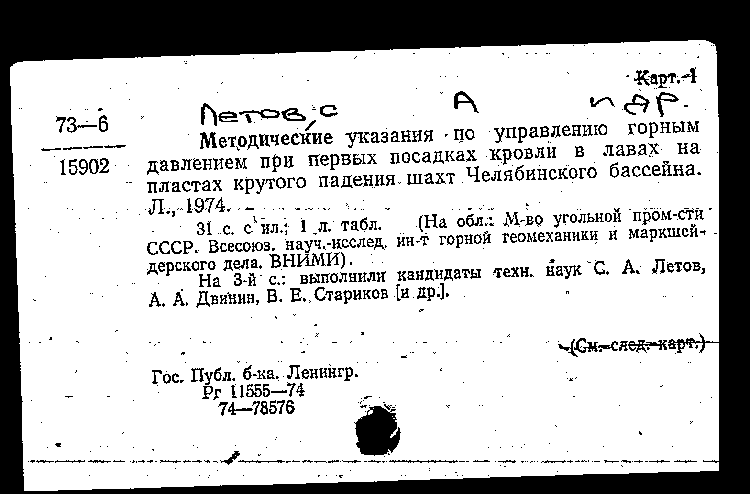 Карт. 1
Летов, С А и др.
73—6
15902
Методические указания по управлению горным
давлением при первых посадках кровли в лавах на
пластах крутого падения шахт Челябинского бассейна.
Л., 1974.
31 с. с ил.; 1 л. табл. (На обл.: М-во угольной пром-сти
СССР. Всесоюз. науч.-исслед. ин-т горной геомеханики и маркшей-
дерского дела. ВНИМИ).
На 3-й с.: выполнили кандидаты техн. наук С. А. Летов,
А. А. Двинин, В. Е. Стариков [и др.].
(См. след. карт.)
Гос. Публ. б-ка. Ленингр.
Рг 11555—74
74—78576